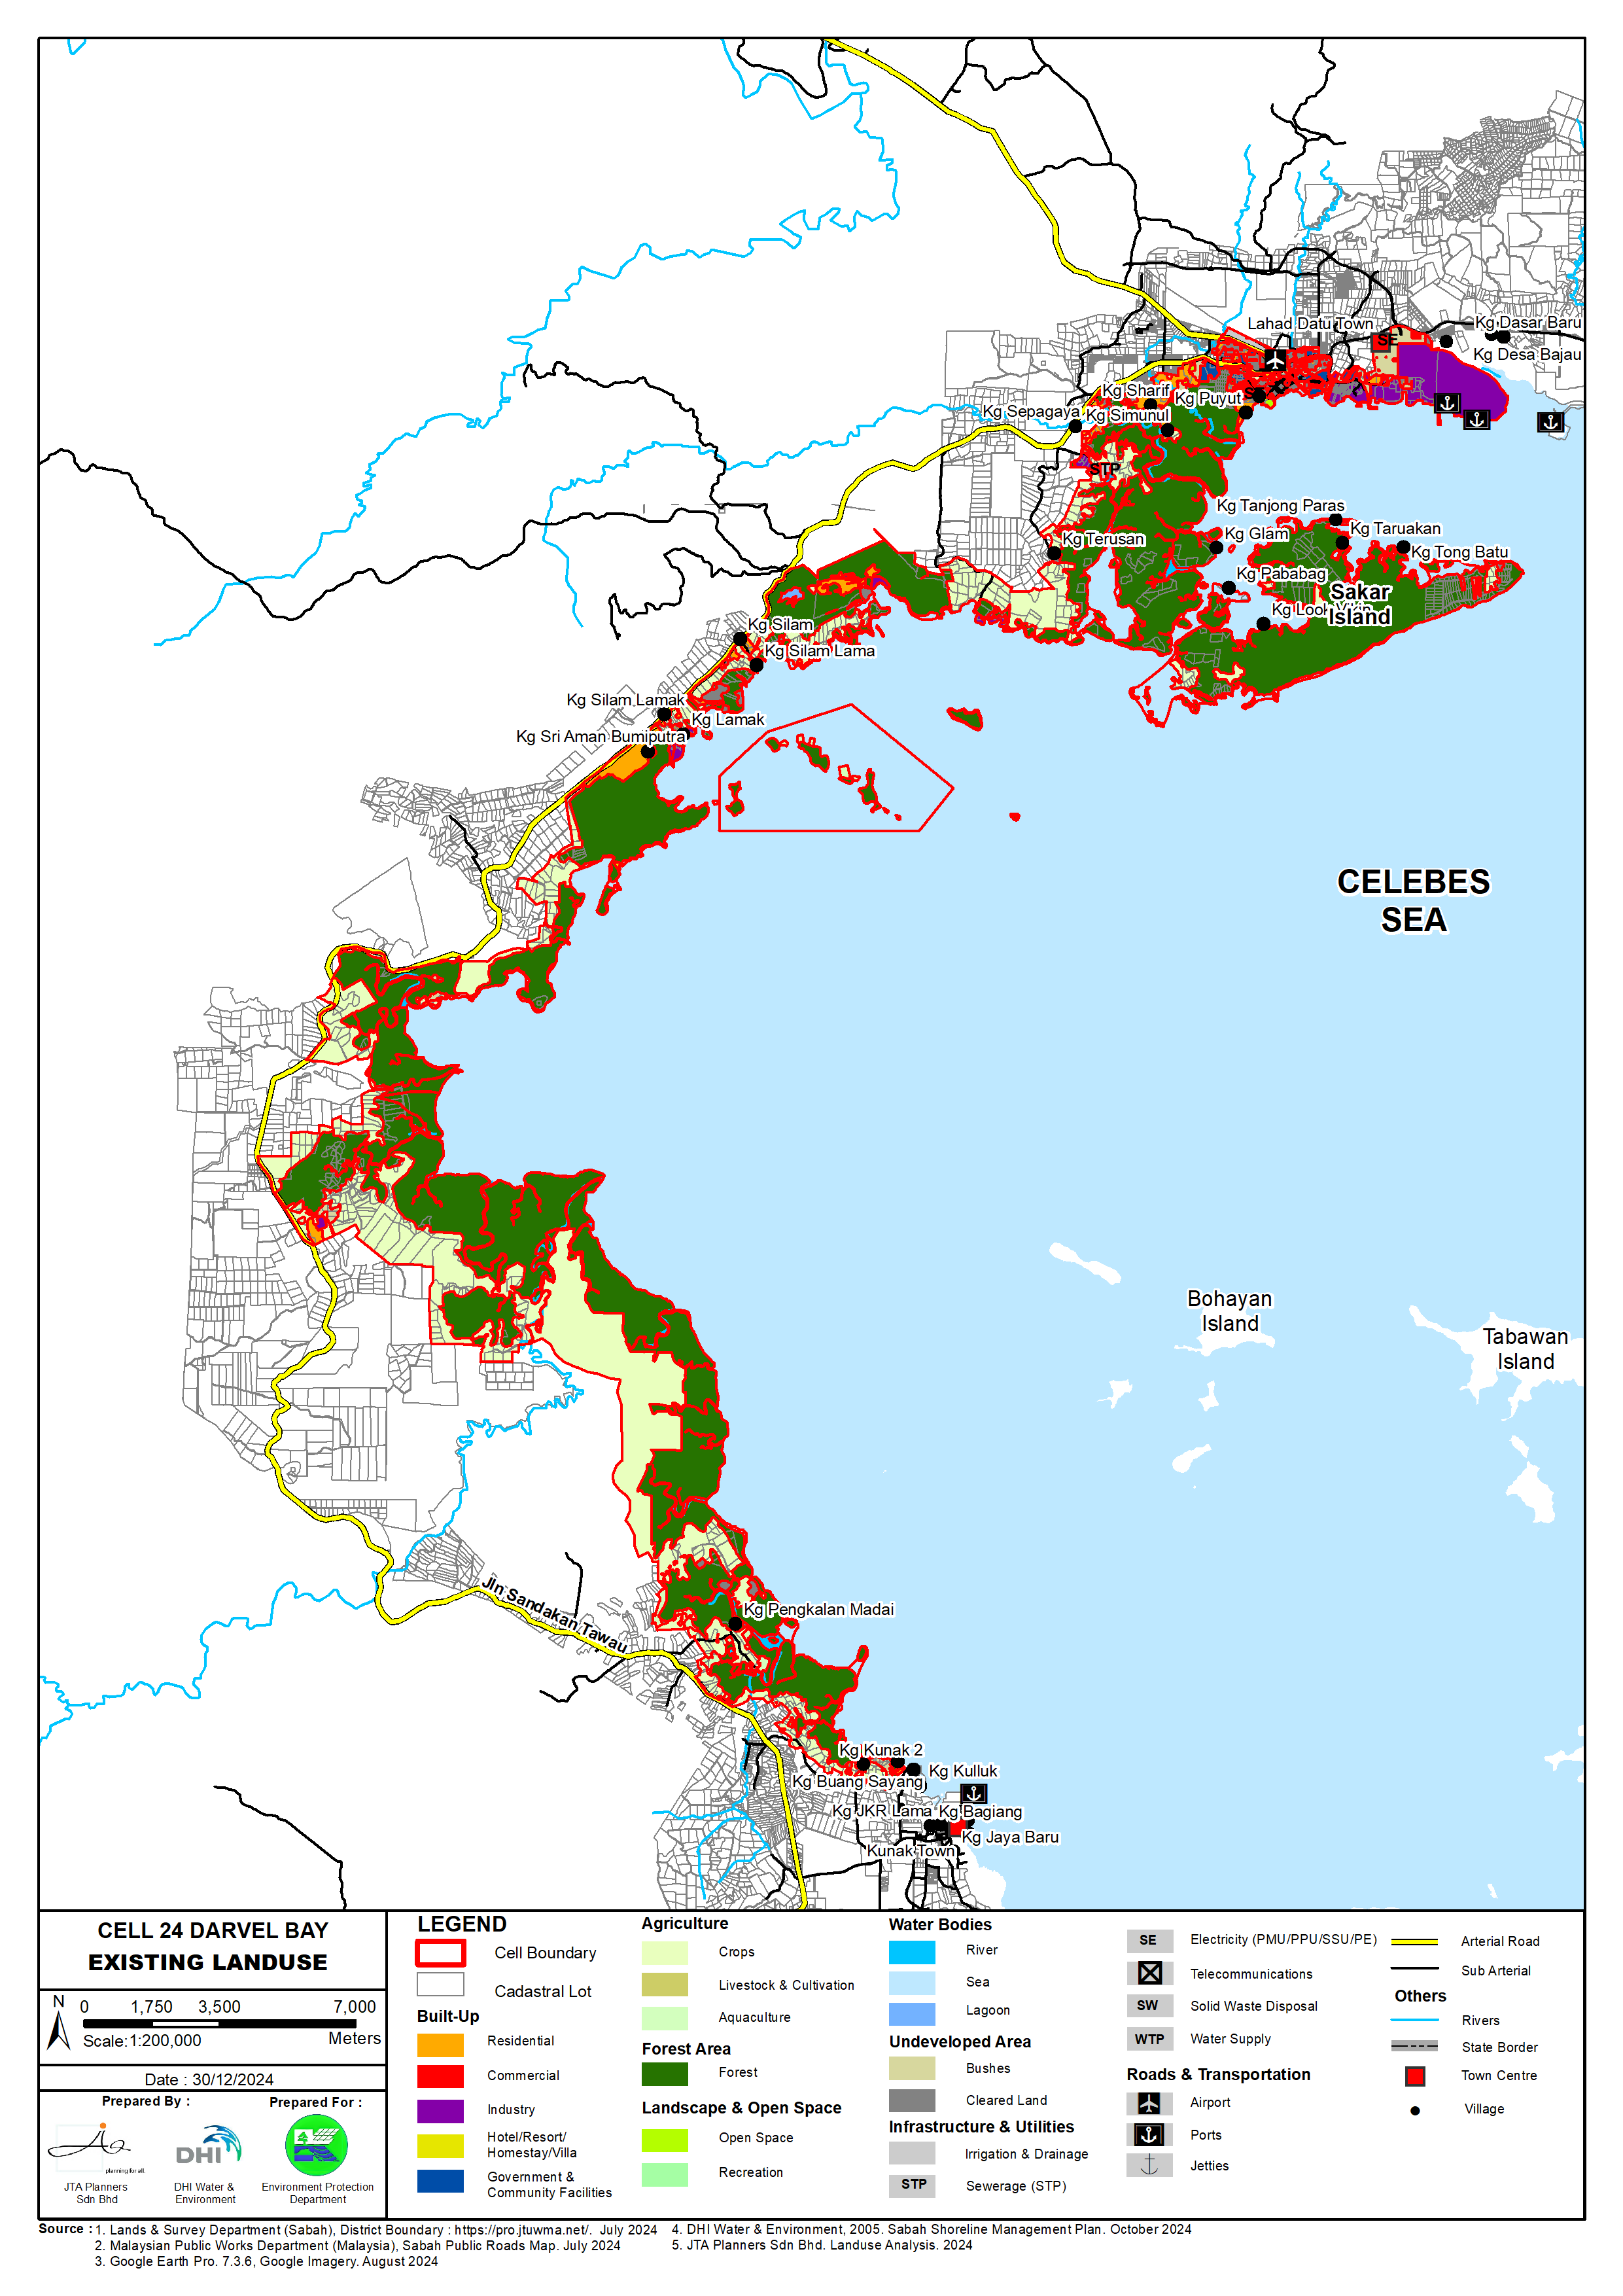 Lahad Datu Town
Kg Dasar Baru
SE
Kg Desa Bajau
Kg Sharif
Kg Puyut
Kg Sepagaya
Kg Simunul
STP
Kg Tanjong Paras
Kg Taruakan
Kg Glam
Kg Terusan
Kg Tong Batu
Kg Pababag
Sakar
Island
Kg Silam
Kg Silam Lama
Kg Silam Lamak
Kg Lamak
Kg Sri Aman Bumiputra
CELEBES
SEA
Bohayan
Island
Tabawan
Island
Jln Sandakan Tawau
Kg Pengkalan Madai
Kg Kunak 2
Kg Kulluk
Kg Buang Sayang
Kg JKR Lama
Kg Bagiang
Kg Jaya Baru
Kunak Town
CELL 24 DARVEL BAY
EXISTING LANDUSE
N
0 1,750 3,500 7,000
Scale:1:200,000 Meters
Date : 30/12/2024
Prepared By :
Prepared For :
planning for all.
DHI
JTA Planners
Sdn Bhd
DHI Water &
Environment
Environment Protection
Department
LEGEND
Cell Boundary
Cadastral Lot
Built-Up
Residential
Commercial
Industry
Hotel/Resort/
Homestay/Villa
Government &
Community Facilities
Agriculture
Crops
Livestock & Cultivation
Aquaculture
Forest Area
Forest
Landscape & Open Space
Open Space
Recreation
Water Bodies
River
Sea
Lagoon
Undeveloped Area
Bushes
Cleared Land
Infrastructure & Utilities
Irrigation & Drainage
STP Sewerage (STP)
SE Electricity (PMU/PPU/SSU/PE)
Telecommunications
SW Solid Waste Disposal
WTP Water Supply
Roads & Transportation
Airport
Ports
Jetties
Arterial Road
Sub Arterial
Others
Rivers
State Border
Town Centre
Village
Source : 1. Lands & Survey Department (Sabah), District Boundary : https://pro.jtuwma.net/. July 2024
2. Malaysian Public Works Department (Malaysia), Sabah Public Roads Map. July 2024
3. Google Earth Pro. 7.3.6, Google Imagery. August 2024
4. DHI Water & Environment, 2005. Sabah Shoreline Management Plan. October 2024
5. JTA Planners Sdn Bhd. Landuse Analysis. 2024